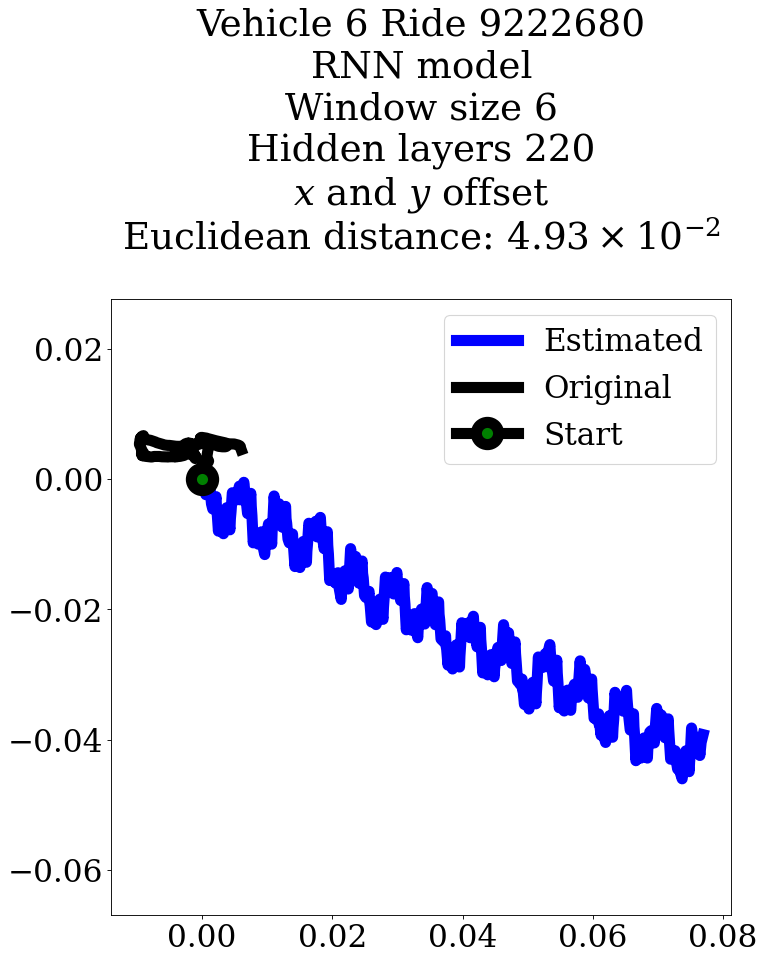 Vehicle 6 Ride 9222680
RNN model
Window size 6
Hidden layers 220
x and y offset
Euclidean distance: 4.93 × 10⁻²
Estimated
Original
Start
0.02
0.00
−0.02
−0.04
−0.06
0.00 0.02 0.04 0.06 0.08